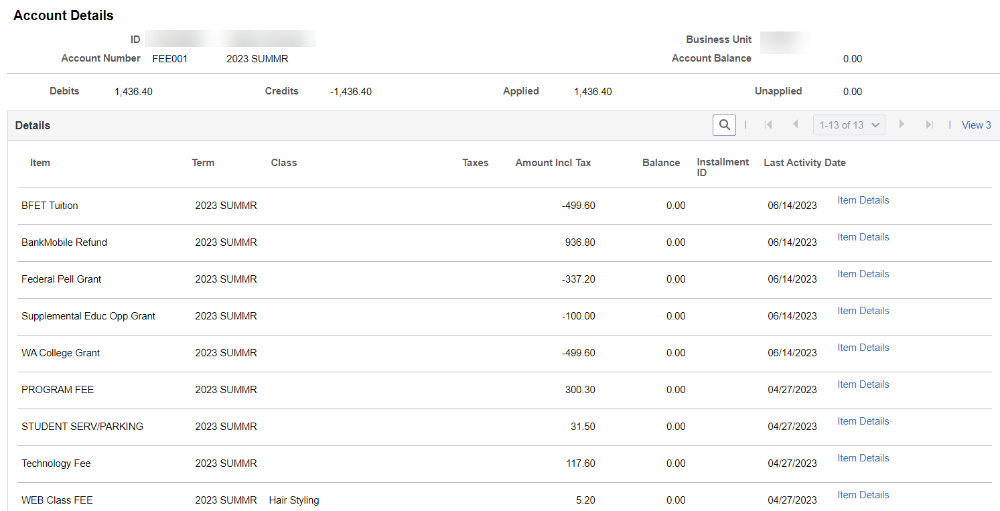 Account Details
ID
Business Unit
Account Number FEE001 2023 SUMMR Account Balance 0.00
Debits 1,436.40 Credits -1,436.40 Applied 1,436.40 Unapplied 0.00
Details 1-13 of 13 View 3
Item Term Class Taxes Amount Incl Tax Balance Installment ID Last Activity Date
BFET Tuition 2023 SUMMR -499.60 0.00 06/14/2023 Item Details
BankMobile Refund 2023 SUMMR 936.80 0.00 06/14/2023 Item Details
Federal Pell Grant 2023 SUMMR -337.20 0.00 06/14/2023 Item Details
Supplemental Educ Opp Grant 2023 SUMMR -100.00 0.00 06/14/2023 Item Details
WA College Grant 2023 SUMMR -499.60 0.00 06/14/2023 Item Details
PROGRAM FEE 2023 SUMMR 300.30 0.00 04/27/2023 Item Details
STUDENT SERV/PARKING 2023 SUMMR 31.50 0.00 04/27/2023 Item Details
Technology Fee 2023 SUMMR 117.60 0.00 04/27/2023 Item Details
WEB Class FEE 2023 SUMMR Hair Styling 5.20 0.00 04/27/2023 Item Details